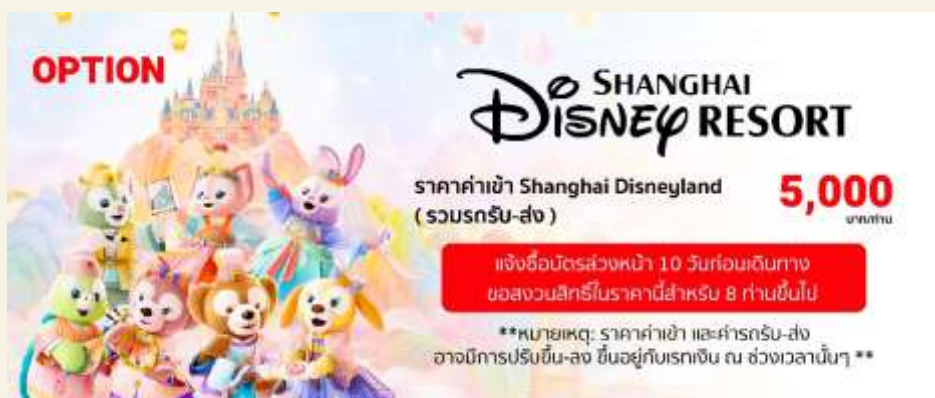 OPTION
SHANGHAI
DISNEY RESORT
ราคาค่าเข้า Shanghai Disneyland
( รวมรถรับ-ส่ง )
5,000
บาท/ท่าน
แจ้งซื้อบัตรล่วงหน้า 10 วันก่อนเดินทาง
ขอสงวนสิทธิ์ในราคานี้สำหรับ 8 ท่านขึ้นไป
**หมายเหตุ: ราคาค่าเข้า และค่ารถรับ-ส่ง
อาจมีการปรับขึ้น-ลง ขึ้นอยู่กับเรทเงิน ณ ช่วงเวลานั้นๆ **